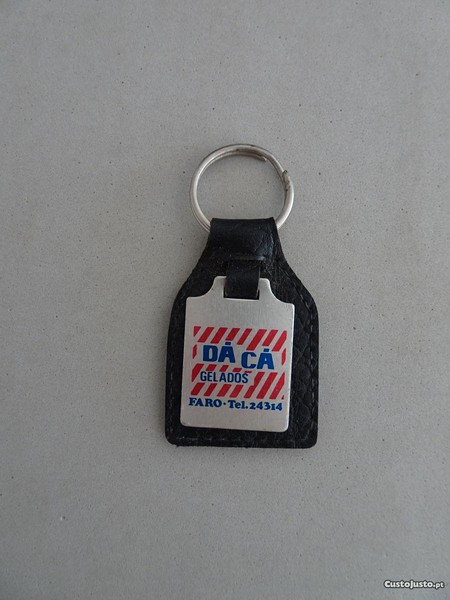 DÁ CÁ
GELADOS
FARO · Tel. 24314
CustoJusto.pt